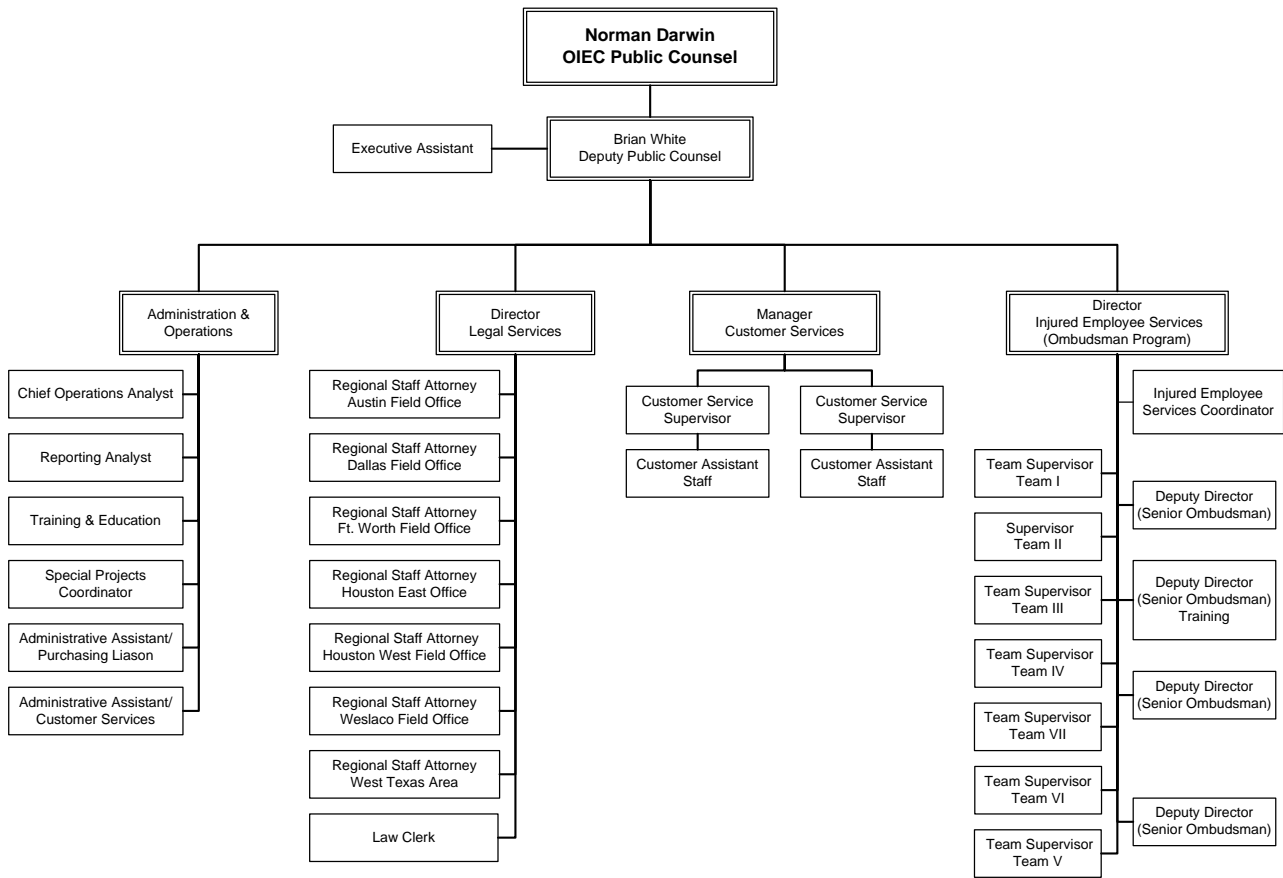 Norman Darwin
OIEC Public Counsel
Executive Assistant
Brian White
Deputy Public Counsel
Administration &
Operations
Chief Operations Analyst
Reporting Analyst
Training & Education
Special Projects
Coordinator
Administrative Assistant/
Purchasing Liason
Administrative Assistant/
Customer Services
Director
Legal Services
Regional Staff Attorney
Austin Field Office
Regional Staff Attorney
Dallas Field Office
Regional Staff Attorney
Ft. Worth Field Office
Regional Staff Attorney
Houston East Office
Regional Staff Attorney
Houston West Field Office
Regional Staff Attorney
Weslaco Field Office
Regional Staff Attorney
West Texas Area
Law Clerk
Manager
Customer Services
Customer Service
Supervisor
Customer Assistant
Staff
Customer Service
Supervisor
Customer Assistant
Staff
Director
Injured Employee Services
(Ombudsman Program)
Injured Employee
Services Coordinator
Team Supervisor
Team I
Deputy Director
(Senior Ombudsman)
Supervisor
Team II
Team Supervisor
Team III
Deputy Director
(Senior Ombudsman)
Training
Team Supervisor
Team IV
Deputy Director
(Senior Ombudsman)
Team Supervisor
Team VII
Team Supervisor
Team VI
Deputy Director
(Senior Ombudsman)
Team Supervisor
Team V